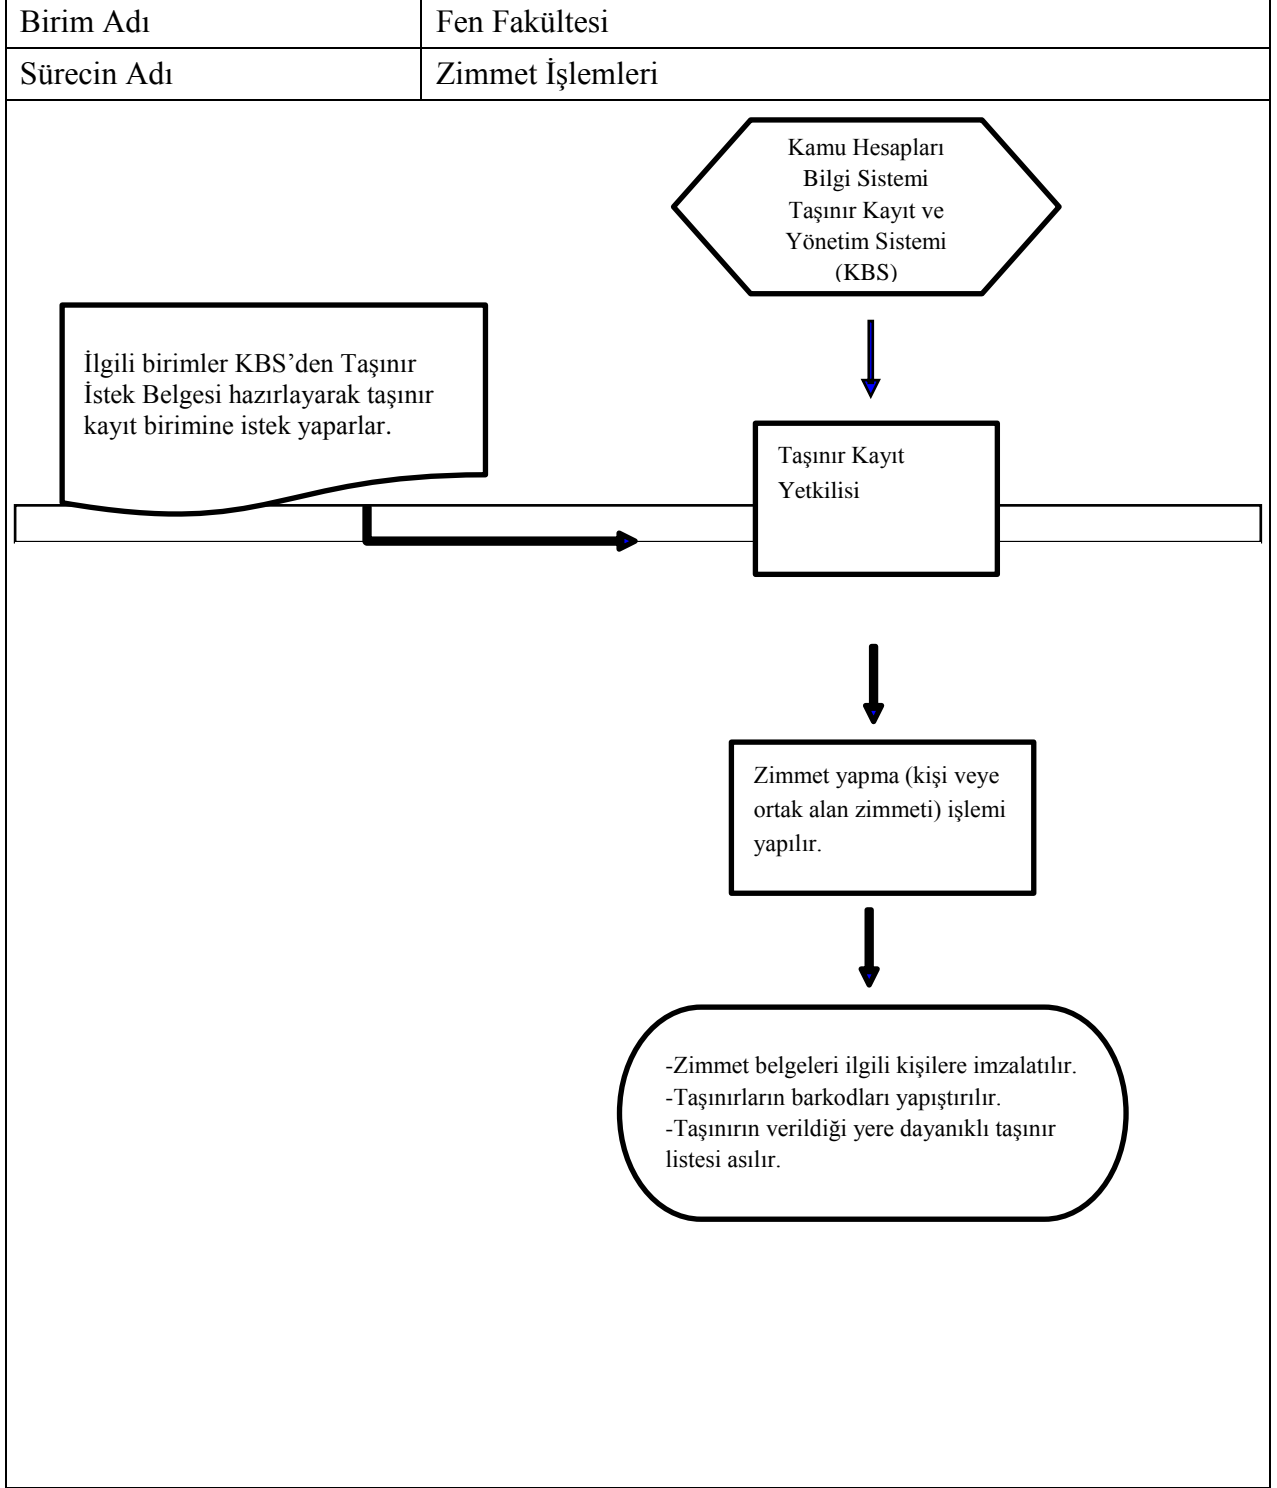 Birim Adı Fen Fakültesi
Sürecin Adı Zimmet İşlemleri
Kamu Hesapları
Bilgi Sistemi
Taşınır Kayıt ve
Yönetim Sistemi
(KBS)
İlgili birimler KBS’den Taşınır
İstek Belgesi hazırlayarak taşınır
kayıt birimine istek yaparlar.
Taşınır Kayıt
Yetkilisi
Zimmet yapma (kişi veye
ortak alan zimmeti) işlemi
yapılır.
-Zimmet belgeleri ilgili kişilere imzalatılır.
-Taşınırların barkodları yapıştırılır.
-Taşınırın verildiği yere dayanıklı taşınır
listesi asılır.